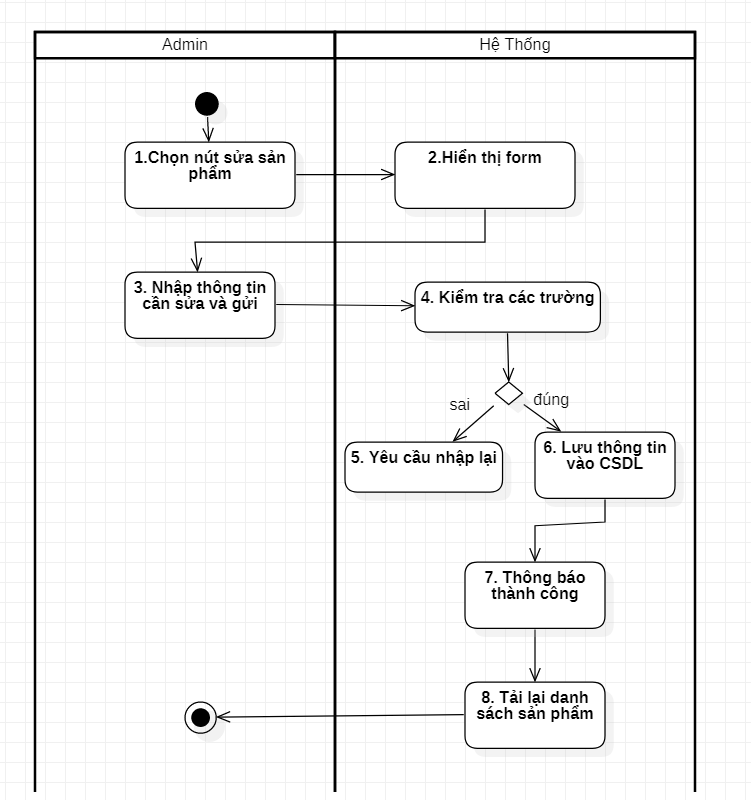 Admin
Hệ Thống
1.Chọn nút sửa sản
phẩm
2.Hiển thị form
3. Nhập thông tin
cần sửa và gửi
4. Kiểm tra các trường
sai
đúng
5. Yêu cầu nhập lại
6. Lưu thông tin
vào CSDL
7. Thông báo
thành công
8. Tải lại danh
sách sản phẩm